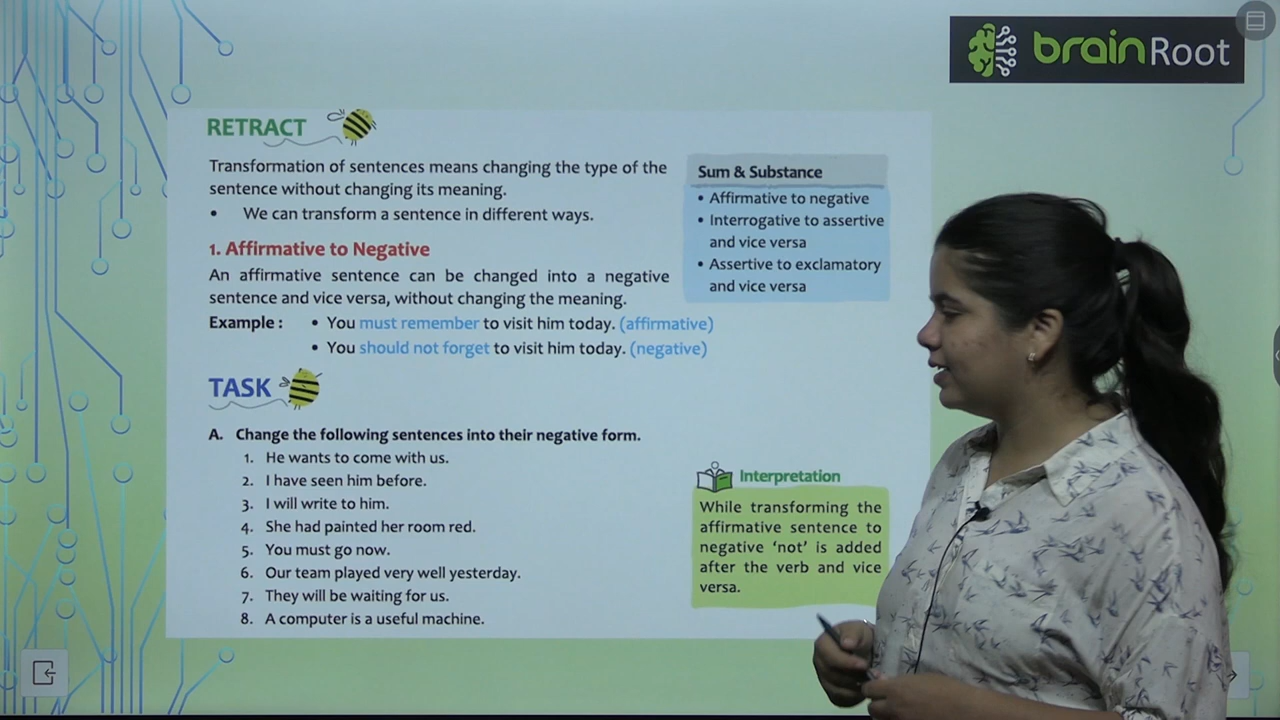 brainRoot
RETRACT
Transformation of sentences means changing the type of the
sentence without changing its meaning.
• We can transform a sentence in different ways.
1. Affirmative to Negative
An affirmative sentence can be changed into a negative
sentence and vice versa, without changing the meaning.
Example : • You must remember to visit him today. (affirmative)
• You should not forget to visit him today. (negative)
Sum & Substance
• Affirmative to negative
• Interrogative to assertive
and vice versa
• Assertive to exclamatory
and vice versa
TASK
A. Change the following sentences into their negative form.
1. He wants to come with us.
2. I have seen him before.
3. I will write to him.
4. She had painted her room red.
5. You must go now.
6. Our team played very well yesterday.
7. They will be waiting for us.
8. A computer is a useful machine.
Interpretation
While transforming the
affirmative sentence to
negative ‘not’ is added
after the verb and vice
versa.